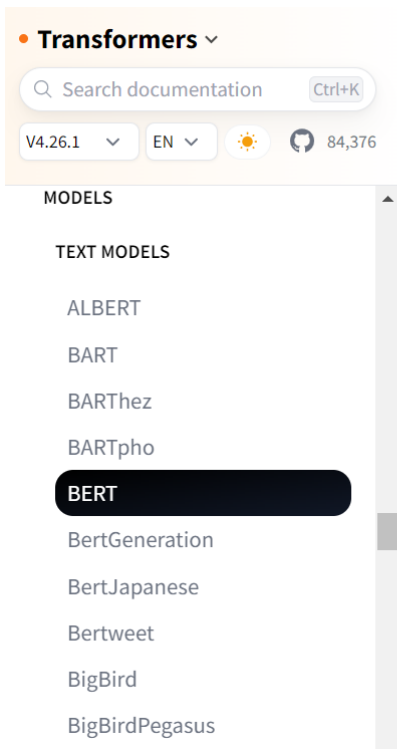 Transformers
Search documentation Ctrl+K
V4.26.1 EN 84,376
MODELS
TEXT MODELS
ALBERT
BART
BARThez
BARTpho
BERT
BertGeneration
BertJapanese
Bertweet
BigBird
BigBirdPegasus